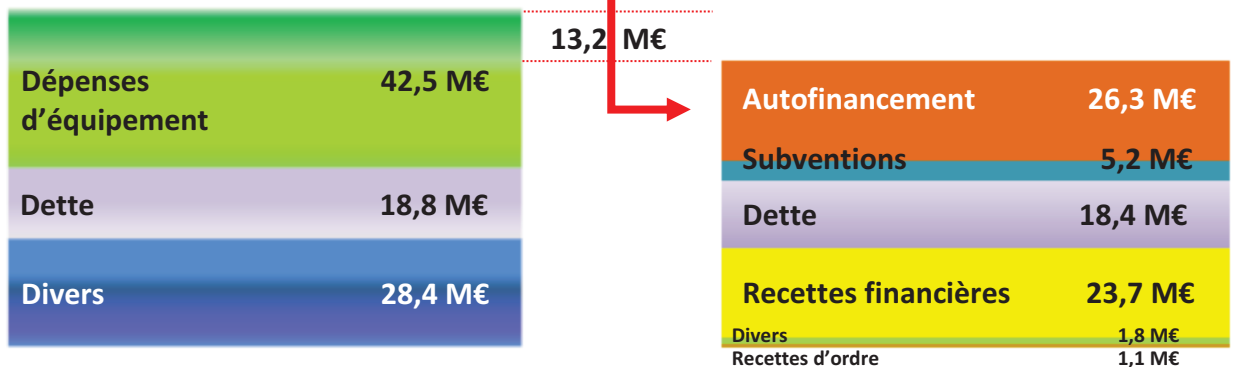 13,2 M€
Dépenses 42,5 M€
d’équipement
Dette 18,8 M€
Divers 28,4 M€
Autofinancement 26,3 M€
Subventions 5,2 M€
Dette 18,4 M€
Recettes financières 23,7 M€
Divers 1,8 M€
Recettes d’ordre 1,1 M€